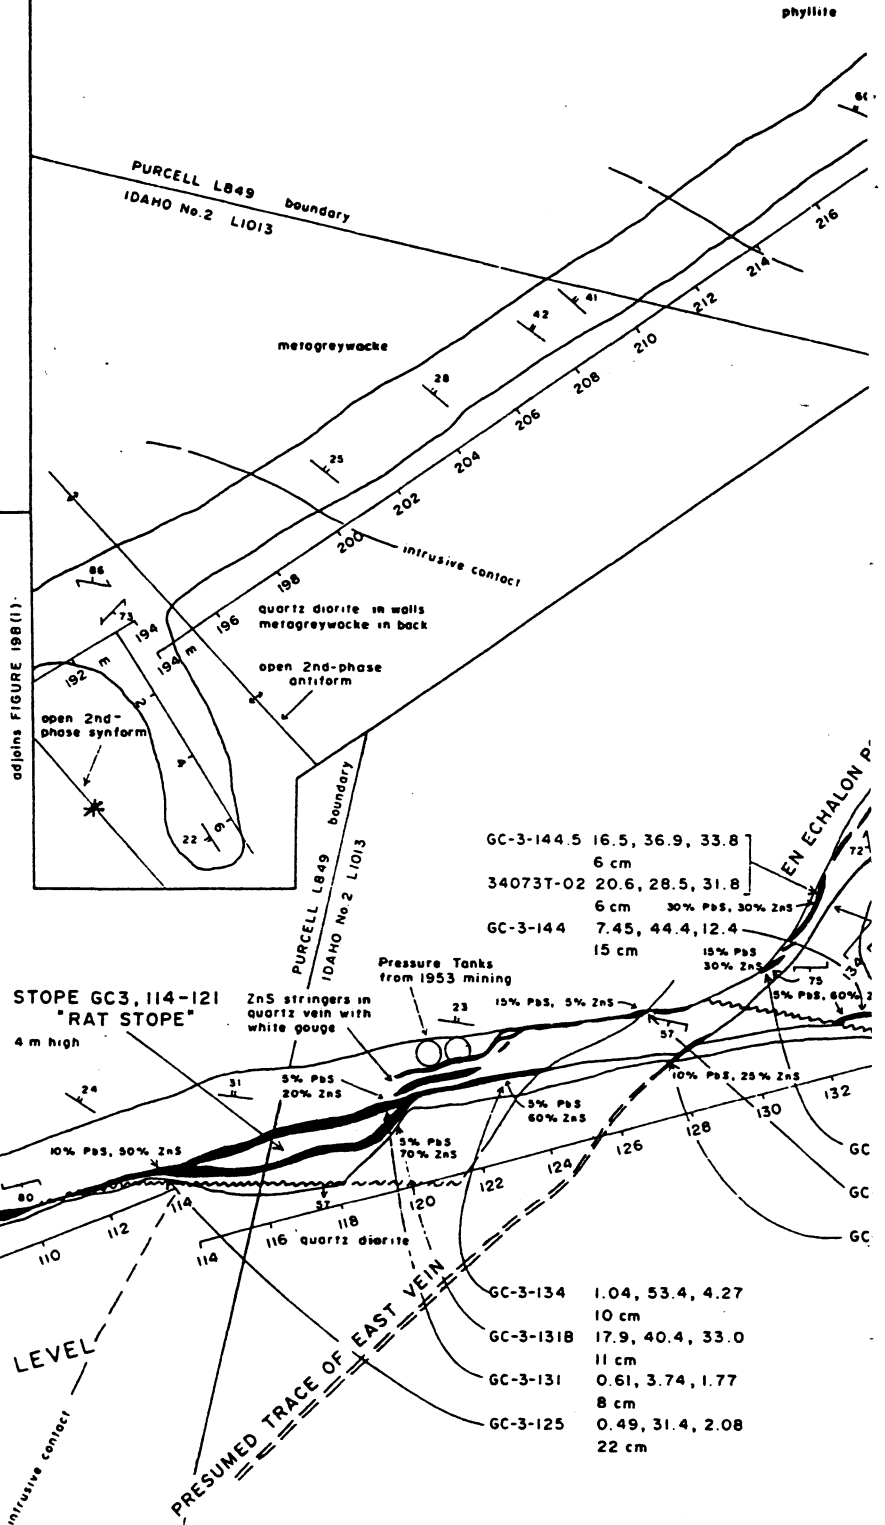 phyllite
PURCELL L849 boundary
IDAHO No.2 L1013
216
214
212
210
208
206
204
202
200
198
196
194 m
41
42
28
25
metagreywacke
intrusive contact
86
73
194
192 m
2
4
6
22
quartz diorite in walls
metagreywacke in back
open 2nd-phase
antiform
open 2nd-
phase synform
adjoins FIGURE 19B(1)
PURCELL L849 boundary
IDAHO No.2 L1013
EN ECHALON
GC-3-144.5 16.5, 36.9, 33.8
6 cm
34073T-02 20.6, 28.5, 31.8
6 cm
30% PbS, 30% ZnS
GC-3-144 7.45, 44.4, 12.4
15 cm
15% PbS
30% ZnS
72
134
75
5% PbS, 60%
Pressure Tanks
from 1953 mining
STOPE GC3, 114-121
"RAT STOPE"
4 m high
ZnS stringers in
quartz vein with
white gouge
23
15% PbS, 5% ZnS
57
24
31
5% PbS
20% ZnS
5% PbS
60% ZnS
10% PbS, 25% ZnS
10% PbS, 50% ZnS
5% PbS
70% ZnS
80
57
110
112
114
114
116
118
120
122
124
126
128
130
132
quartz diorite
GC
GC
GC
LEVEL
intrusive contact
PRESUMED TRACE OF EAST VEIN
GC-3-134 1.04, 53.4, 4.27
10 cm
GC-3-131B 17.9, 40.4, 33.0
11 cm
GC-3-131 0.61, 3.74, 1.77
8 cm
GC-3-125 0.49, 31.4, 2.08
22 cm